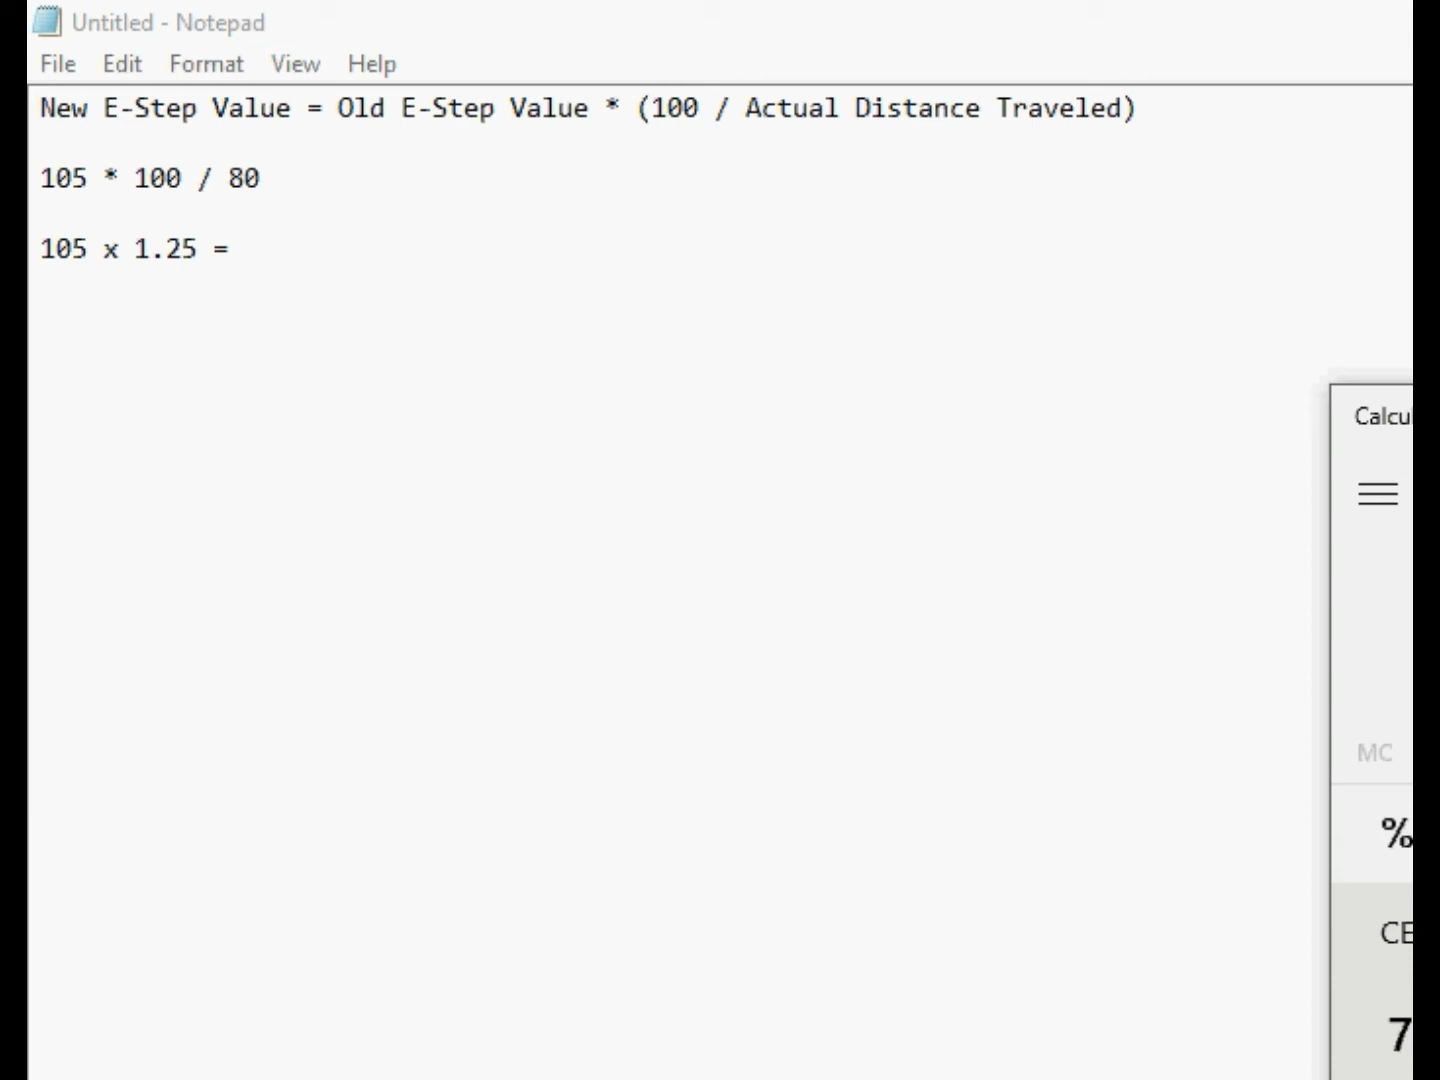 Untitled - Notepad
File Edit Format View Help
New E-Step Value = Old E-Step Value * (100 / Actual Distance Traveled)
105 * 100 / 80
105 x 1.25 =
Calcu
MC
%
CE
7